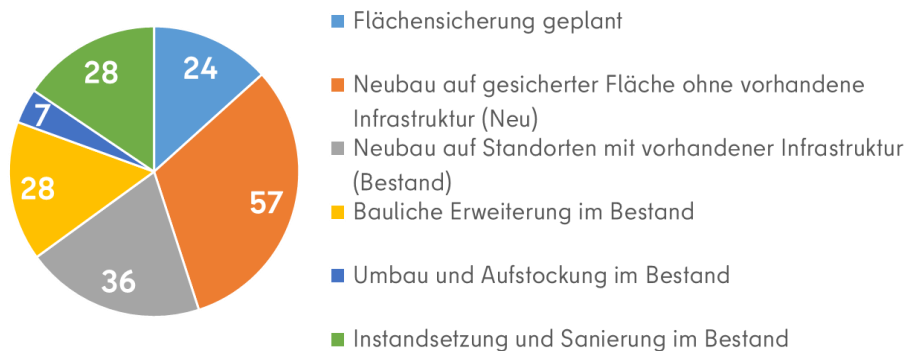 24
57
36
28
7
28
Flächensicherung geplant
Neubau auf gesicherter Fläche ohne vorhandene
Infrastruktur (Neu)
Neubau auf Standorten mit vorhandener Infrastruktur
(Bestand)
Bauliche Erweiterung im Bestand
Umbau und Aufstockung im Bestand
Instandsetzung und Sanierung im Bestand